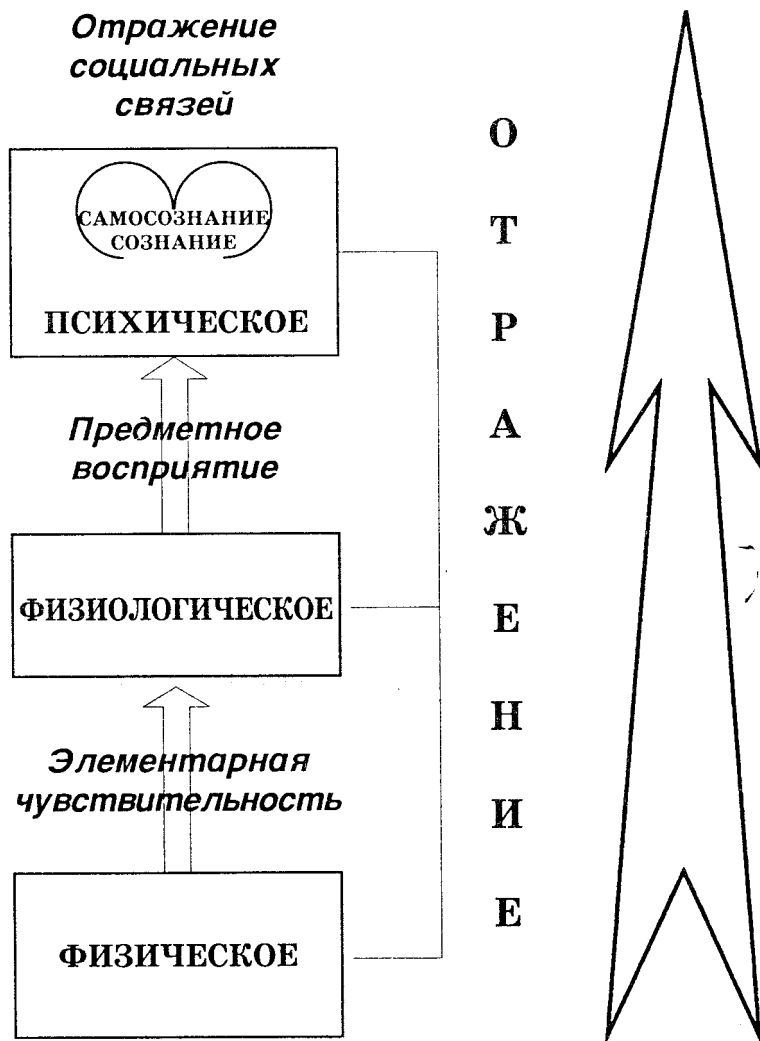 Отражение
социальных
связей
САМОСОЗНАНИЕ
СОЗНАНИЕ
ПСИХИЧЕСКОЕ
Предметное
восприятие
ФИЗИОЛОГИЧЕСКОЕ
Элементарная
чувствительность
ФИЗИЧЕСКОЕ
О
Т
Р
А
Ж
Е
Н
И
Е